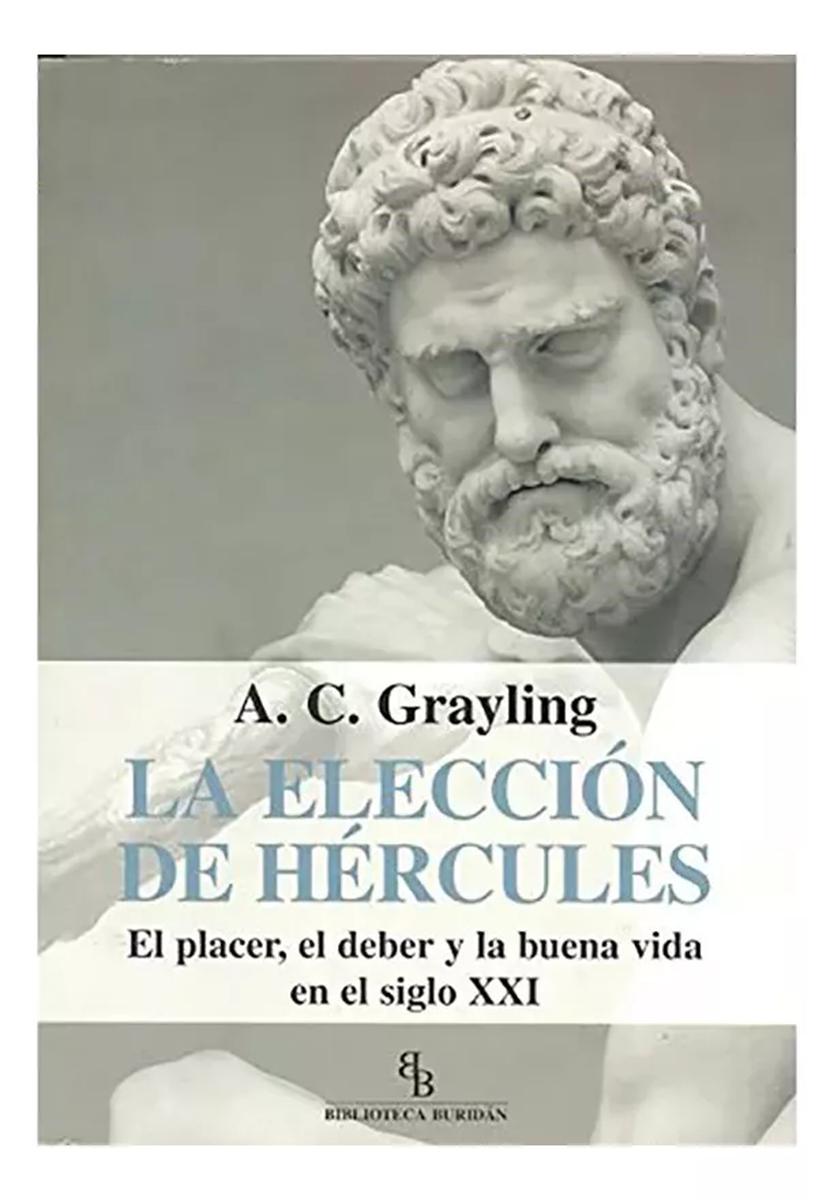 A. C. Grayling
LA ELECCIÓN
DE HÉRCULES
El placer, el deber y la buena vida
en el siglo XXI
BB
BIBLIOTECA BURIDÁN